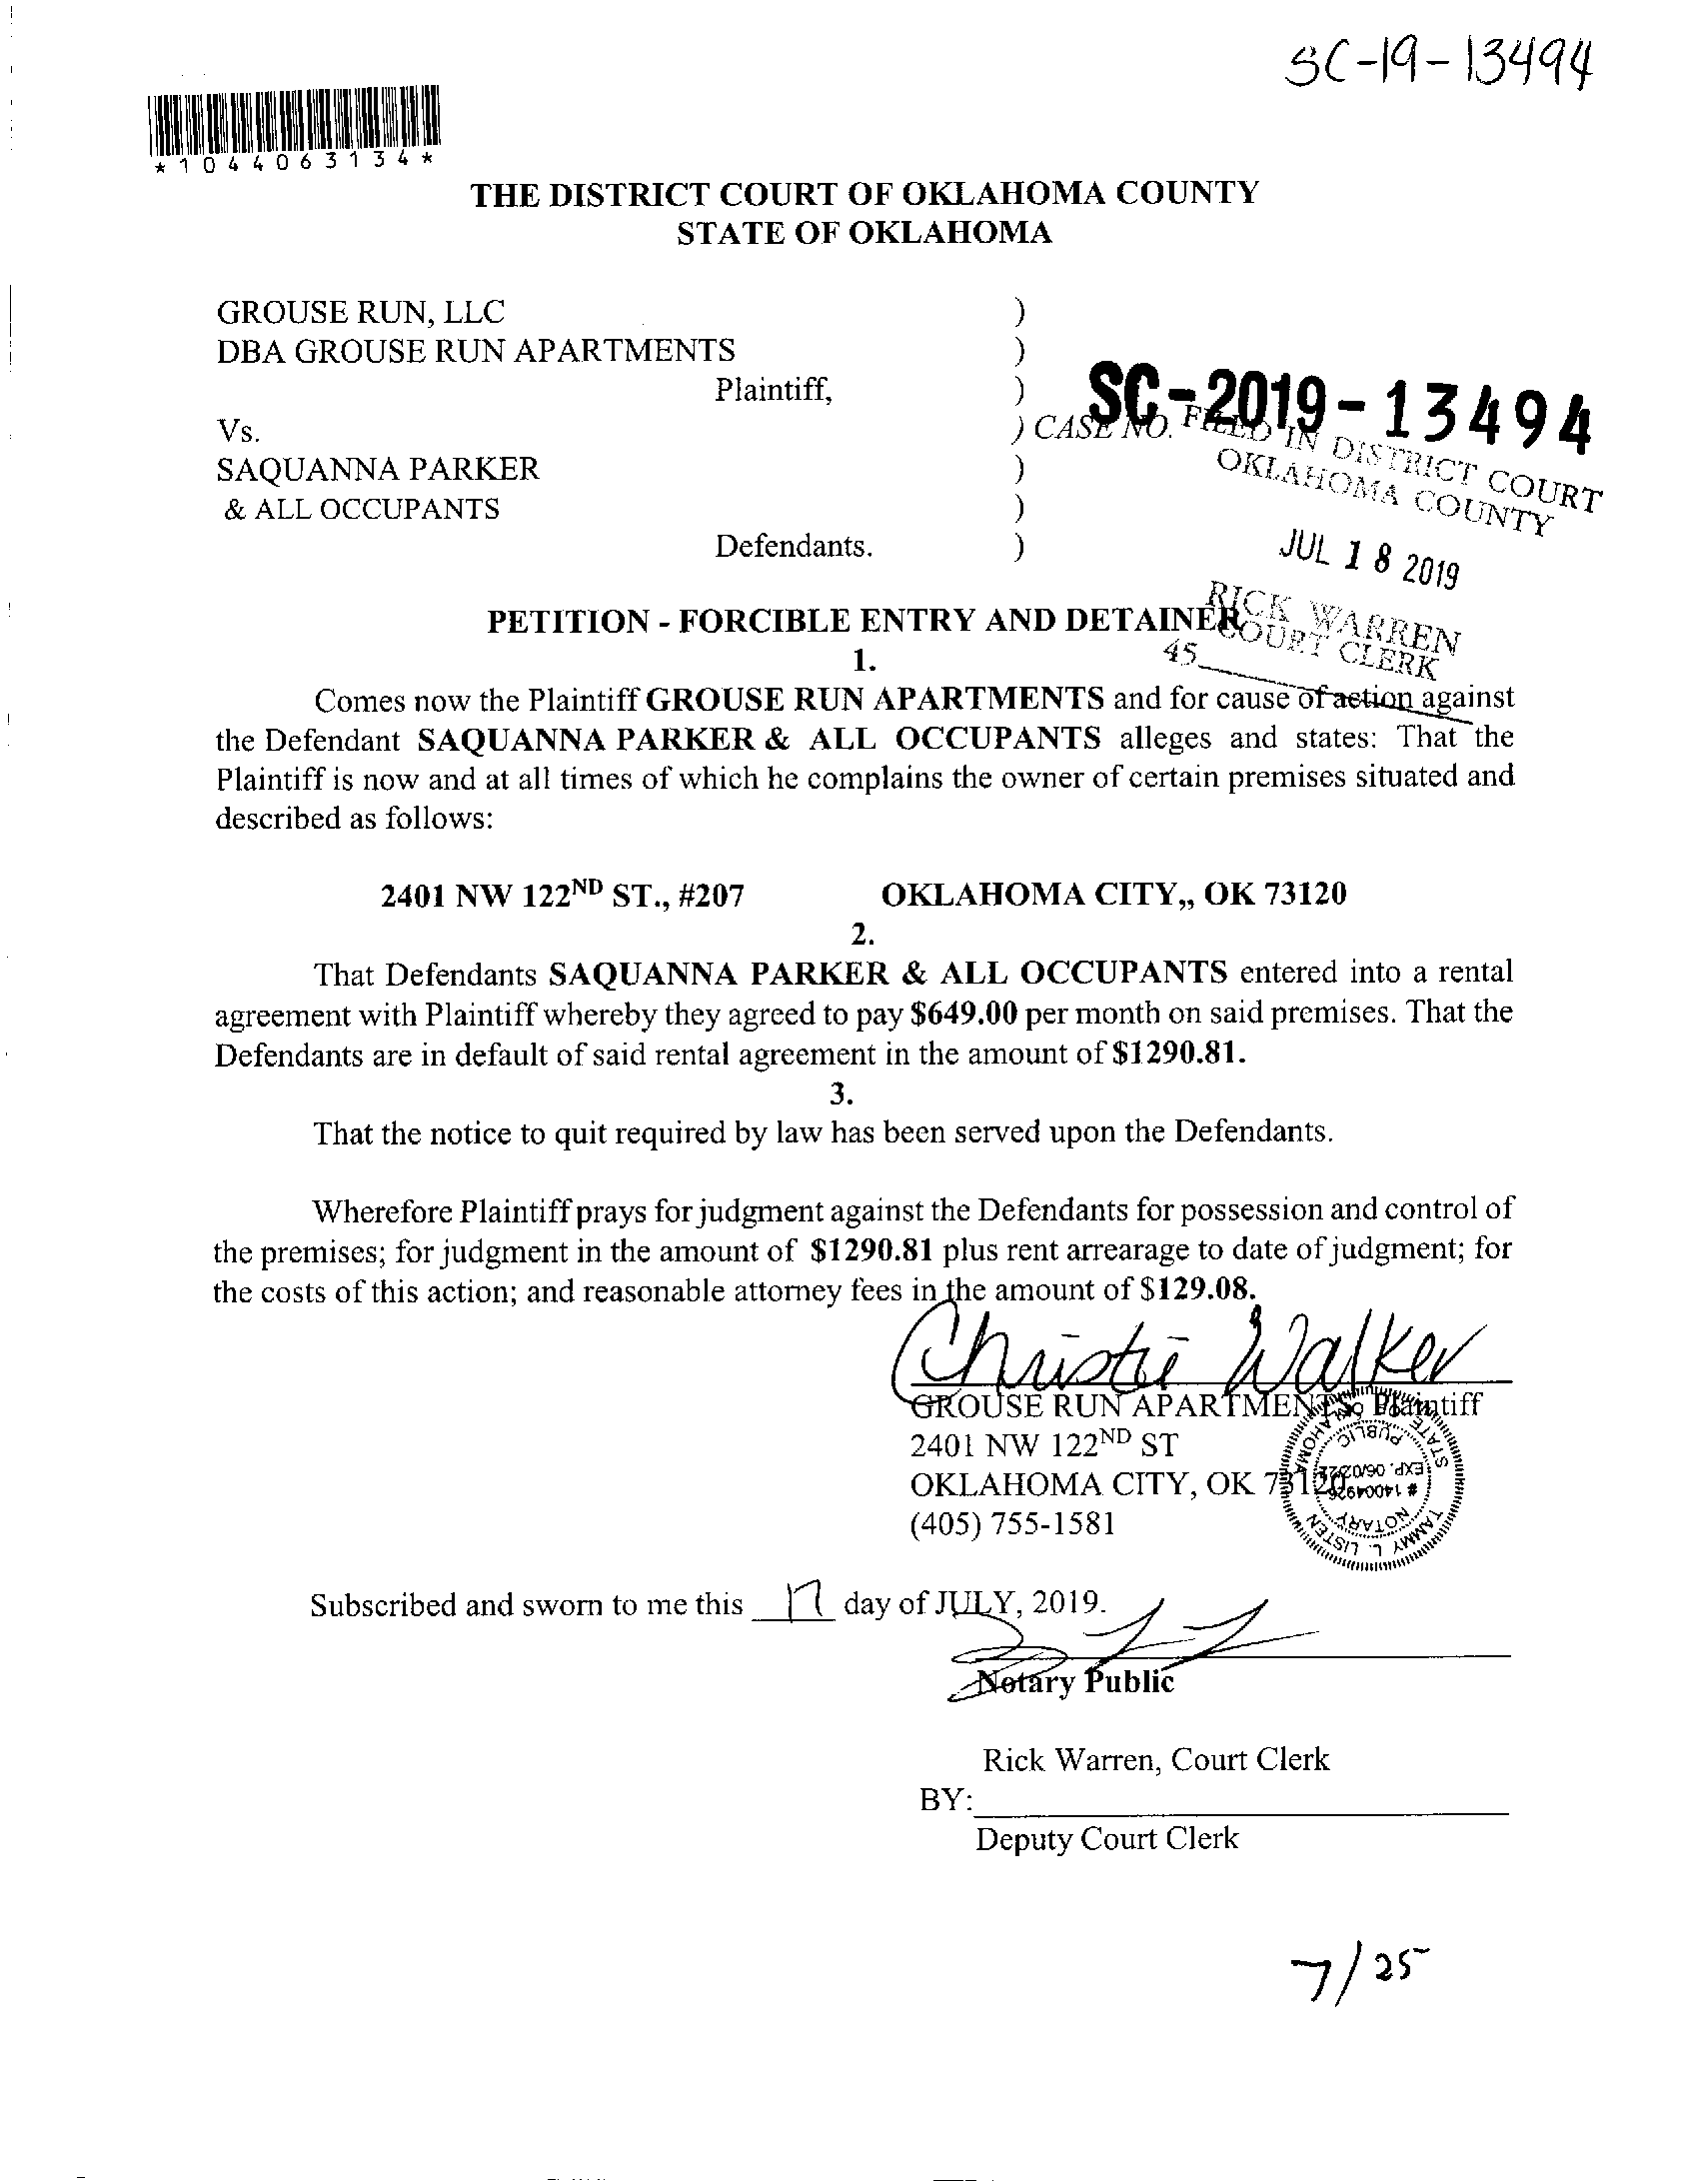 SC-19-13494
*1044063134*
THE DISTRICT COURT OF OKLAHOMA COUNTY
STATE OF OKLAHOMA
GROUSE RUN, LLC )
DBA GROUSE RUN APARTMENTS )
Plaintiff, )
SC-2019-13494
Vs. ) CASE NO.
FILED IN DISTRICT COURT
OKLAHOMA COUNTY
SAQUANNA PARKER )
& ALL OCCUPANTS )
Defendants. )
JUL 18 2019
RICK WARREN
COURT CLERK
45
PETITION - FORCIBLE ENTRY AND DETAINER
1.
Comes now the Plaintiff GROUSE RUN APARTMENTS and for cause of action against
the Defendant SAQUANNA PARKER & ALL OCCUPANTS alleges and states: That the
Plaintiff is now and at all times of which he complains the owner of certain premises situated and
described as follows:
2401 NW 122ND ST., #207 OKLAHOMA CITY,, OK 73120
2.
That Defendants SAQUANNA PARKER & ALL OCCUPANTS entered into a rental
agreement with Plaintiff whereby they agreed to pay $649.00 per month on said premises. That the
Defendants are in default of said rental agreement in the amount of $1290.81.
3.
That the notice to quit required by law has been served upon the Defendants.
Wherefore Plaintiff prays for judgment against the Defendants for possession and control of
the premises; for judgment in the amount of $1290.81 plus rent arrearage to date of judgment; for
the costs of this action; and reasonable attorney fees in the amount of $129.08.
Christie Walker
GROUSE RUN APARTMENTS, Plaintiff
2401 NW 122ND ST
OKLAHOMA CITY, OK 73120
(405) 755-1581
TAMMY L. LISTEN
NOTARY
# 14004926
PUBLIC
STATE OF OKLAHOMA
Subscribed and sworn to me this 17 day of JULY, 2019.
Notary Public
Rick Warren, Court Clerk
BY:
Deputy Court Clerk
7/25